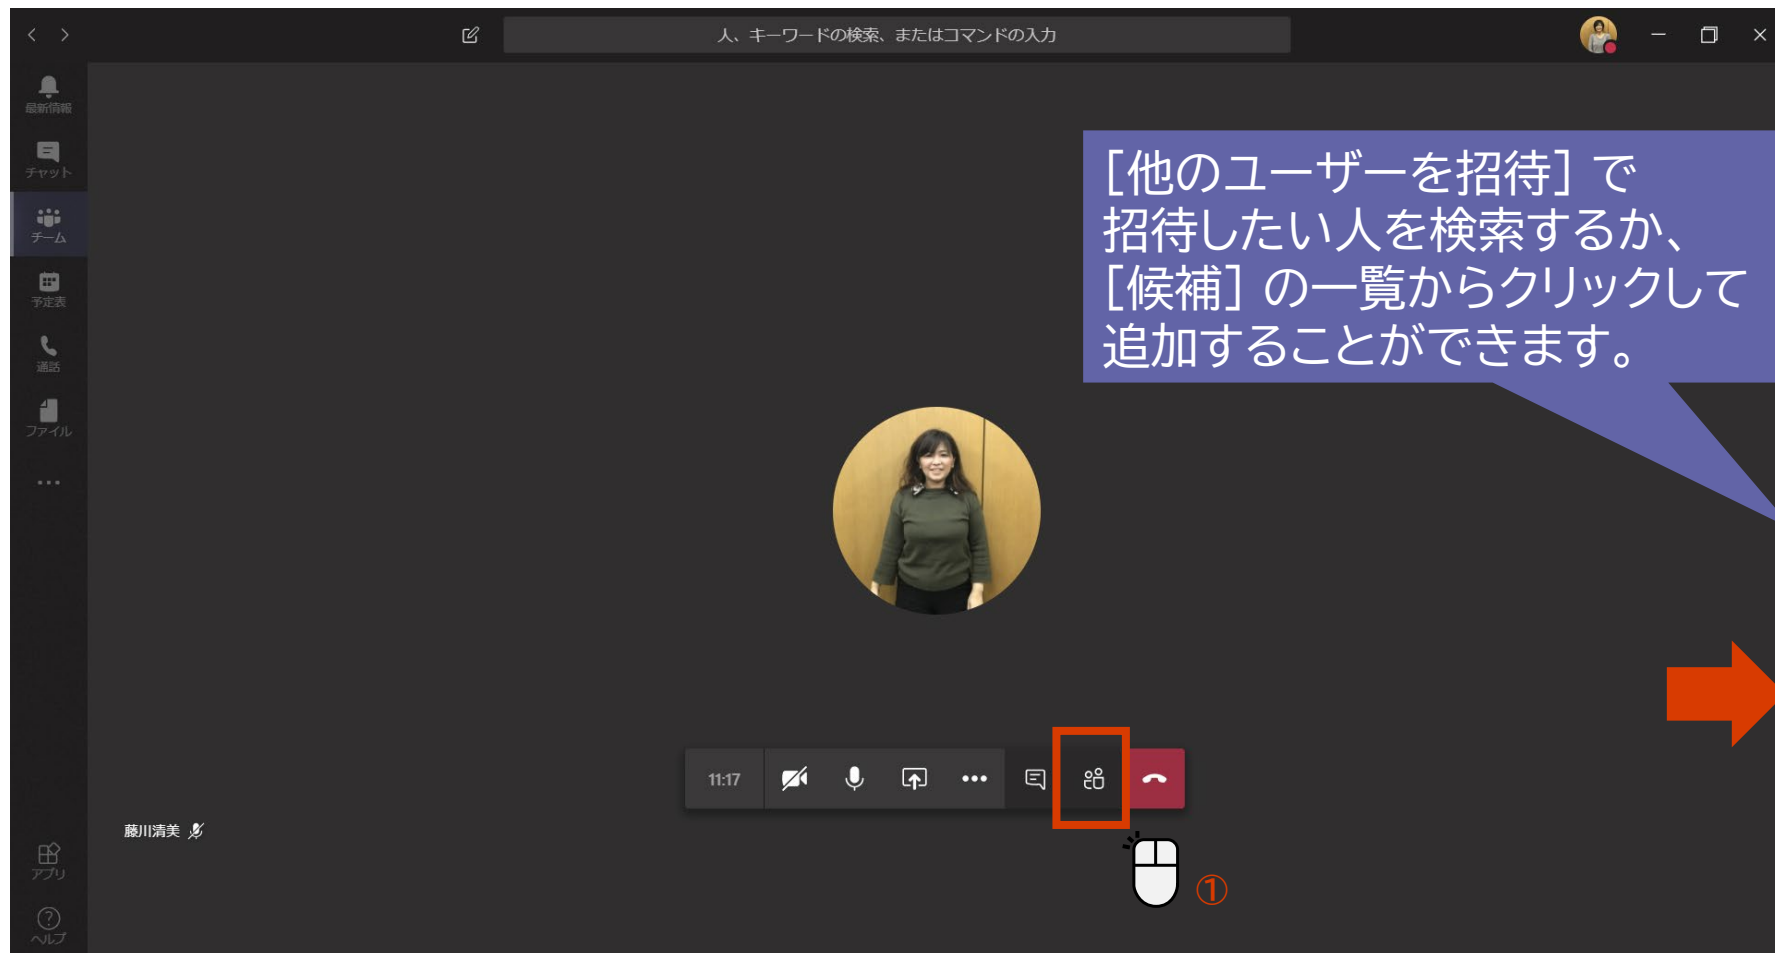 人、キーワードの検索、またはコマンドの入力
最新情報
チャット
チーム
予定表
通話
ファイル
［他のユーザーを招待］で
招待したい人を検索するか、
［候補］の一覧からクリックして
追加することができます。
11:17
藤川清美
①
アプリ
ヘルプ